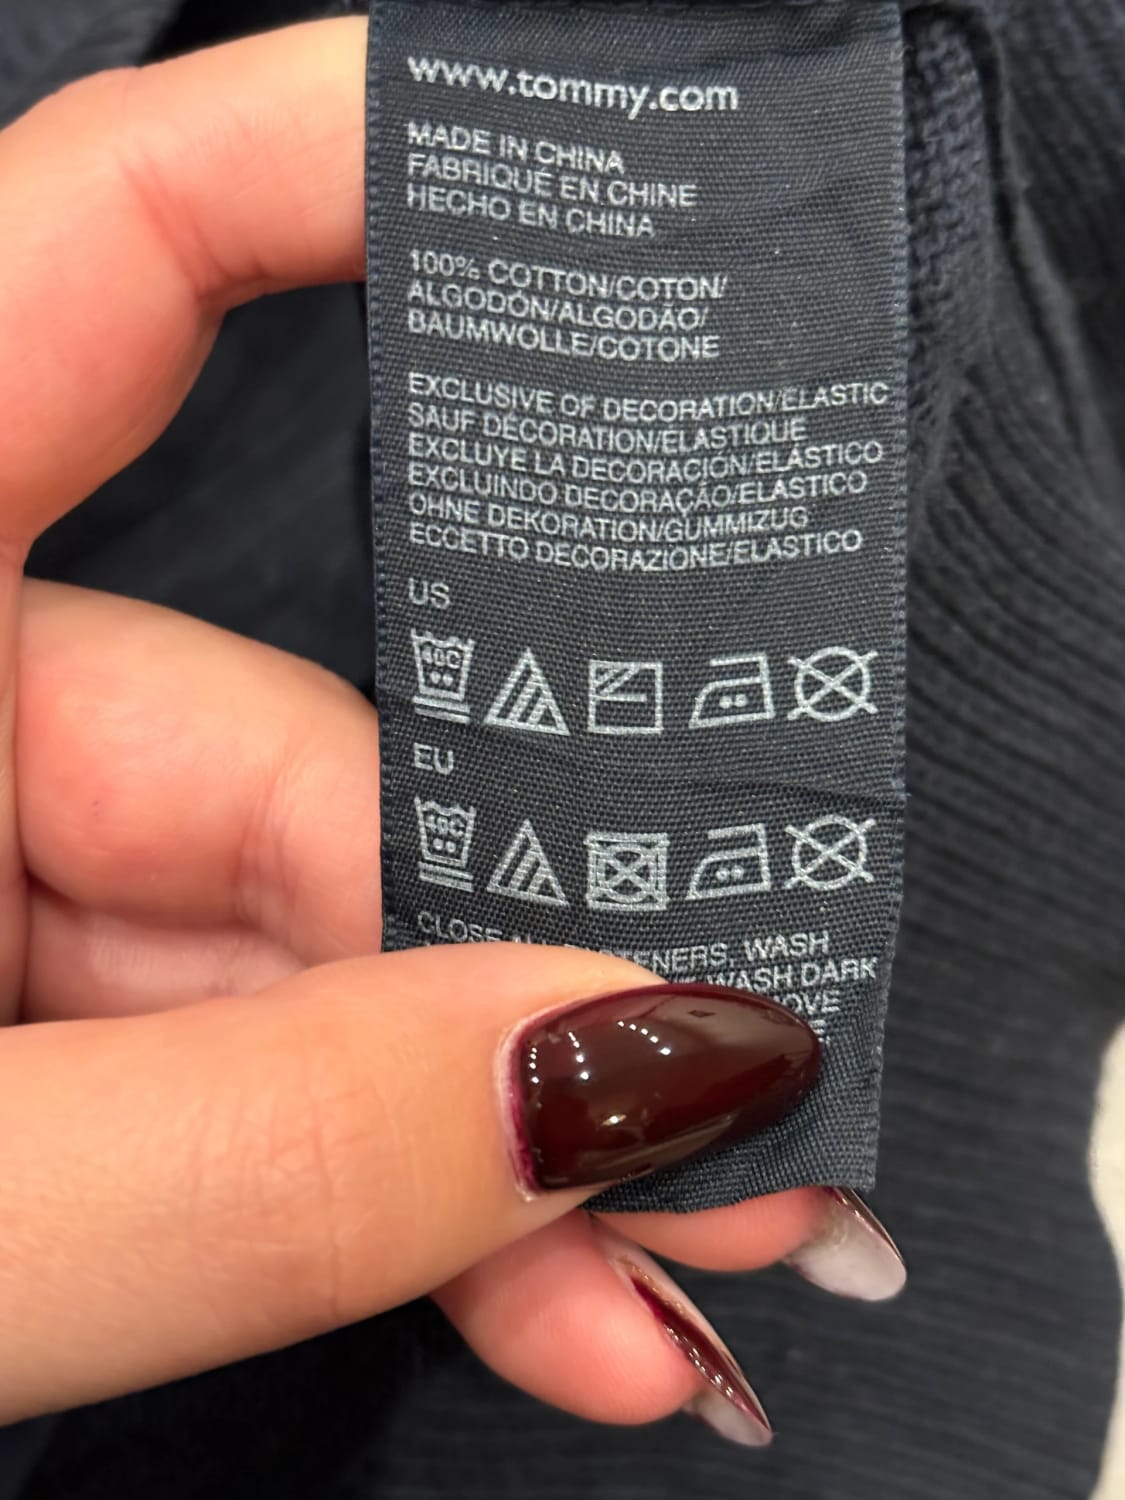 www.tommy.com
MADE IN CHINA
FABRIQUÉ EN CHINE
HECHO EN CHINA
100% COTTON/COTON/
ALGODÓN/ALGODÃO/
BAUMWOLLE/COTONE
EXCLUSIVE OF DECORATION/ELASTIC
SAUF DÉCORATION/ELASTIQUE
EXCLUYE LA DECORACIÓN/ELÁSTICO
EXCLUINDO DECORAÇÃO/ELÁSTICO
OHNE DEKORATION/GUMMIZUG
ECCETTO DECORAZIONE/ELASTICO
US
EU
CLOSE WASH
WASH DARK